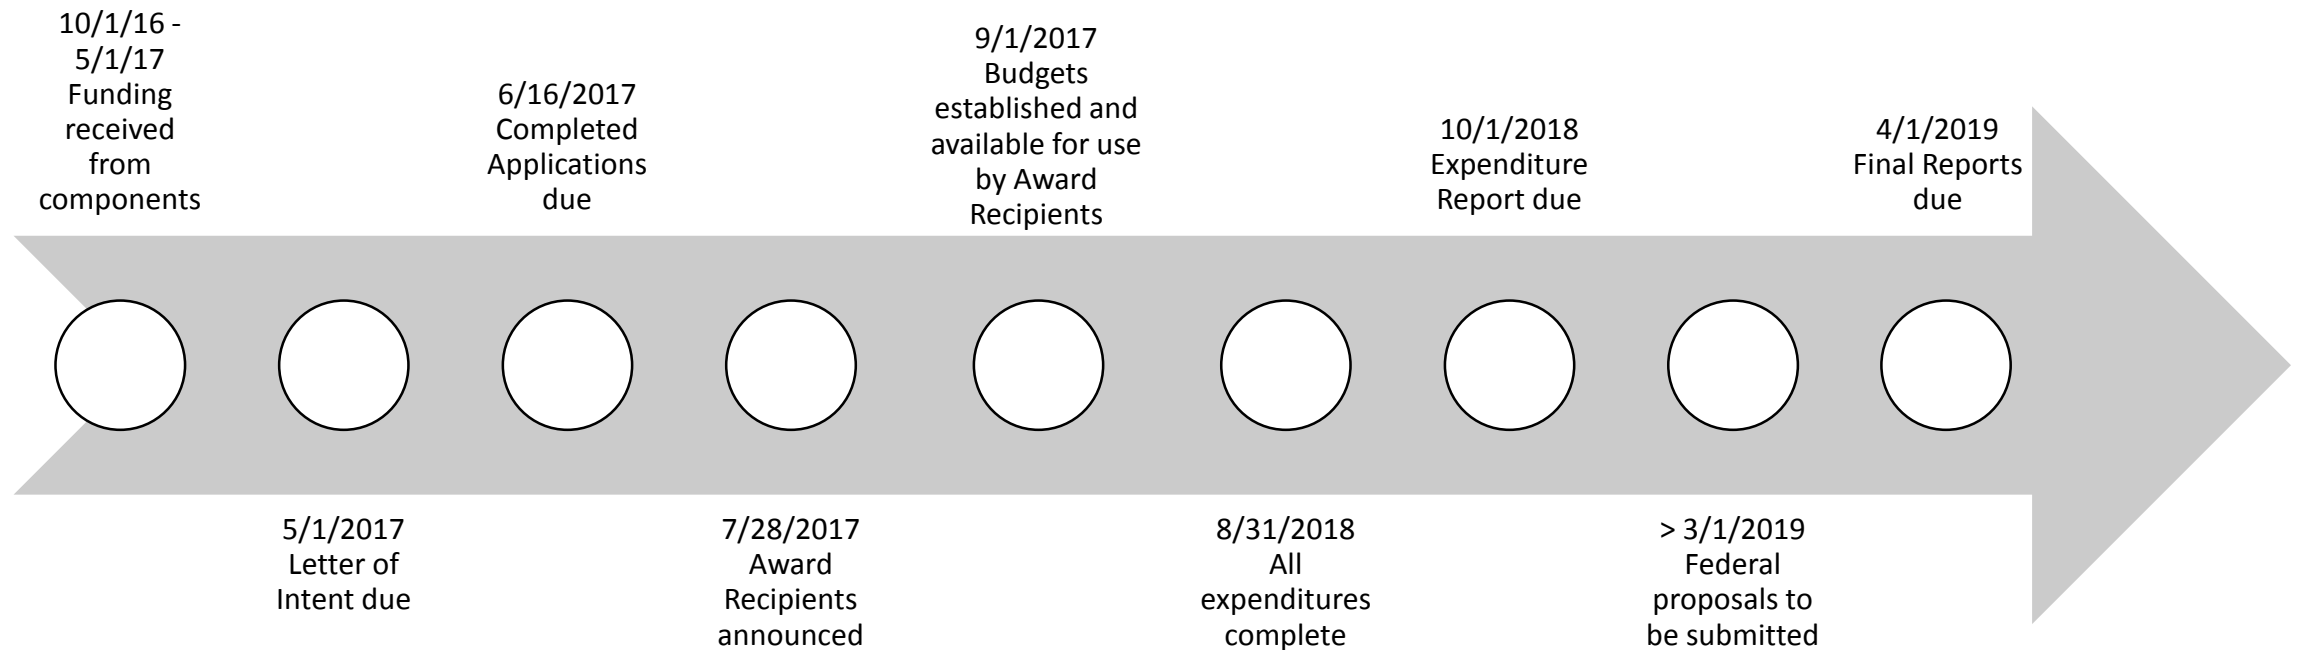 10/1/16 -
5/1/17
Funding
received
from
components
5/1/2017
Letter of
Intent due
6/16/2017
Completed
Applications
due
7/28/2017
Award
Recipients
announced
9/1/2017
Budgets
established and
available for use
by Award
Recipients
8/31/2018
All
expenditures
complete
10/1/2018
Expenditure
Report due
> 3/1/2019
Federal
proposals to
be submitted
4/1/2019
Final Reports
due